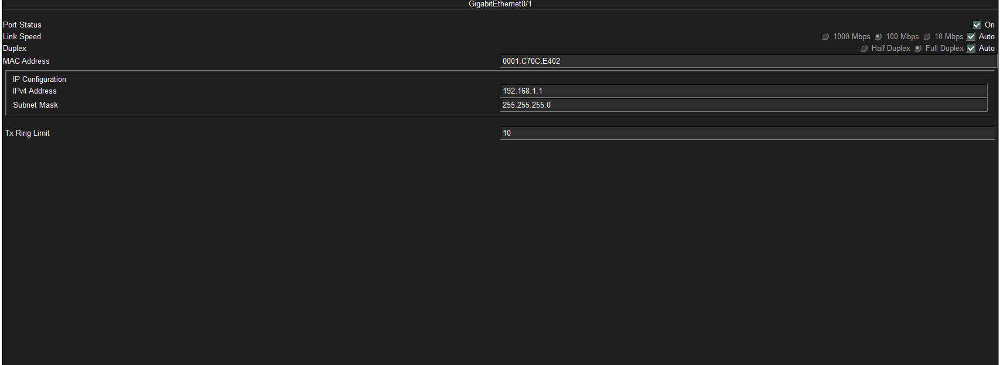 GigabitEthernet0/1
Port Status On
Link Speed 1000 Mbps 100 Mbps 10 Mbps Auto
Duplex Half Duplex Full Duplex Auto
MAC Address 0001.C70C.E402
IP Configuration
IPv4 Address 192.168.1.1
Subnet Mask 255.255.255.0
Tx Ring Limit 10